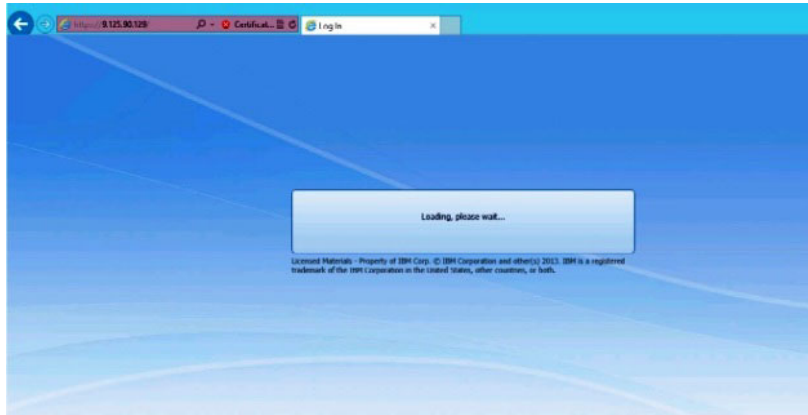 https://9.125.90.129/
Certificat...
Log In
Loading, please wait...
Licensed Materials - Property of IBM Corp. © IBM Corporation and other(s) 2013. IBM is a registered
trademark of the IBM Corporation in the United States, other countries, or both.